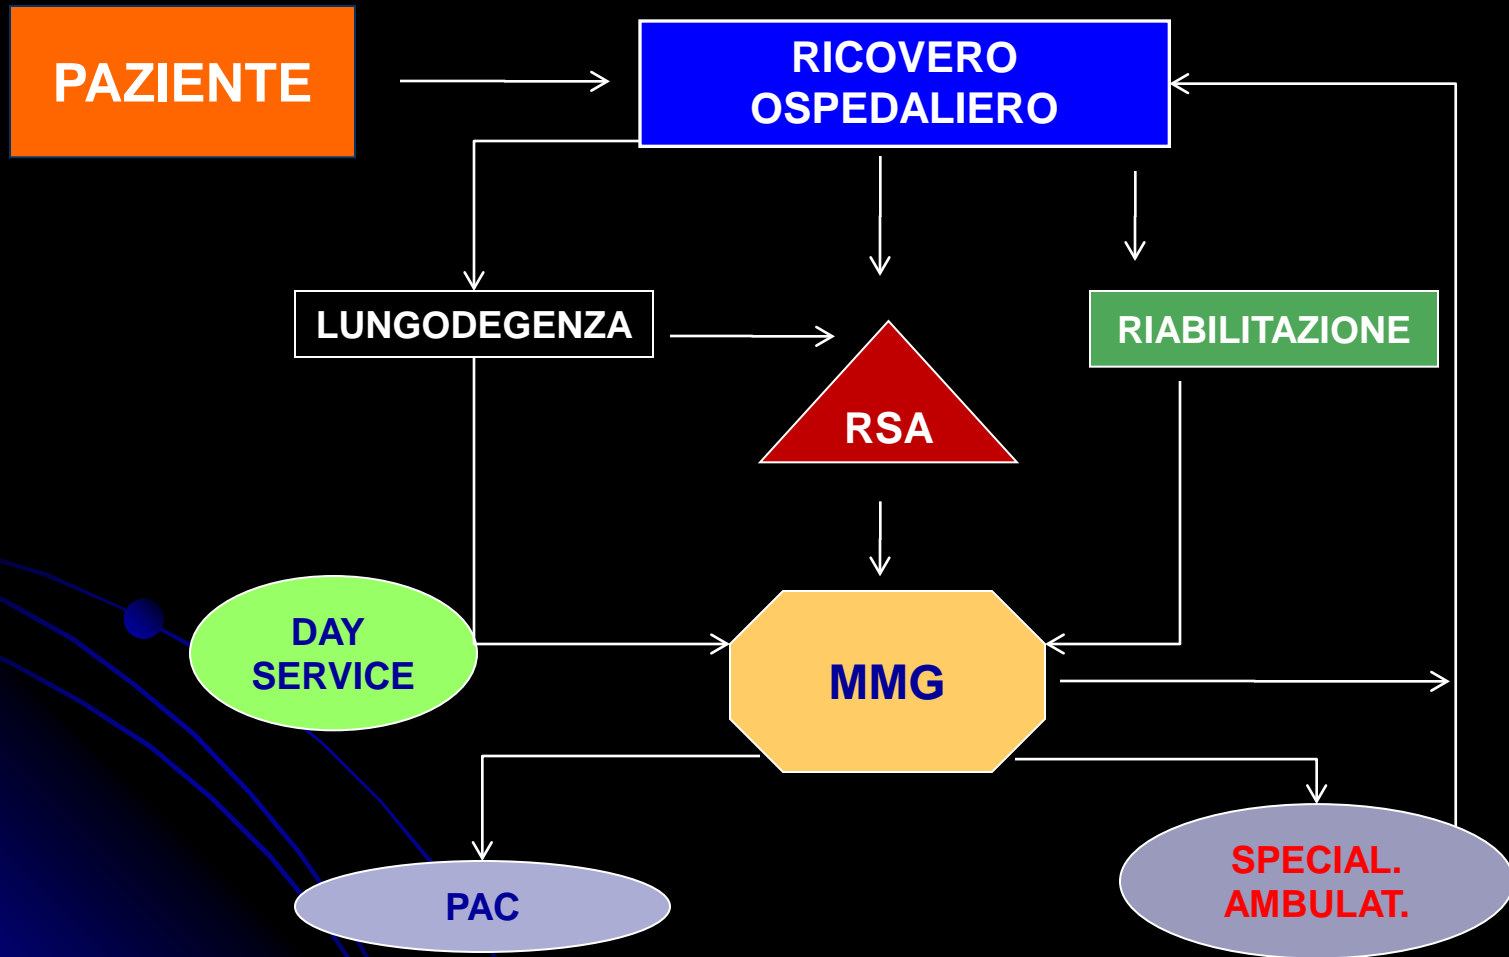 PAZIENTE
RICOVERO
OSPEDALIERO
LUNGODEGENZA
RIABILITAZIONE
RSA
DAY
SERVICE
MMG
SPECIAL.
AMBULAT.
PAC